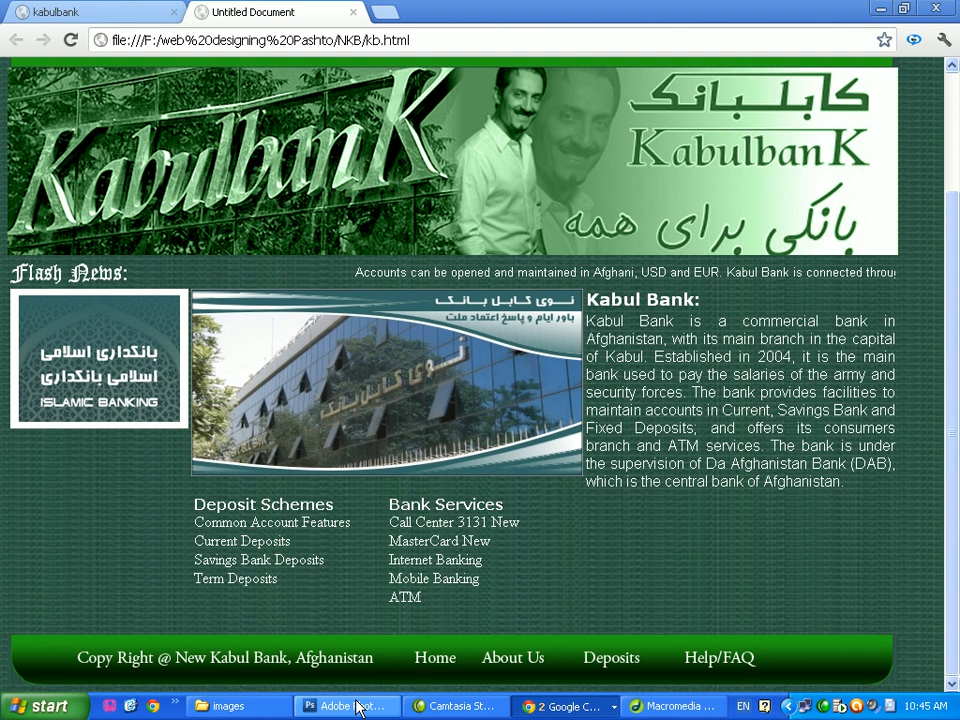 kabulbank
Untitled Document
file:///F:/web%20designing%20Pashto/NKB/kb.html
KabulbanK
کابلبانک
KabulbanK
بانکی برای همه
Flash News:
Accounts can be opened and maintained in Afghani, USD and EUR. Kabul Bank is connected
بانکداری اسلامی
اسلامی بانکداری
ISLAMIC BANKING
نوی کابل بانک
باور ایام و پاسخ اعتماد ملت
نوی کابل بانک
Kabul Bank:
Kabul Bank is a commercial bank in
Afghanistan, with its main branch in the capital
of Kabul. Established in 2004, it is the main
bank used to pay the salaries of the army and
security forces. The bank provides facilities to
maintain accounts in Current, Savings Bank and
Fixed Deposits; and offers its consumers
branch and ATM services. The bank is under
the supervision of Da Afghanistan Bank (DAB),
which is the central bank of Afghanistan.
Deposit Schemes
Common Account Features
Current Deposits
Savings Bank Deposits
Term Deposits
Bank Services
Call Center 3131 New
MasterCard New
Internet Banking
Mobile Banking
ATM
Copy Right @ New Kabul Bank, Afghanistan Home About Us Deposits Help/FAQ
start images Adobe Camtasia St... 2 Google C... Macromedia ... EN 10:45 AM